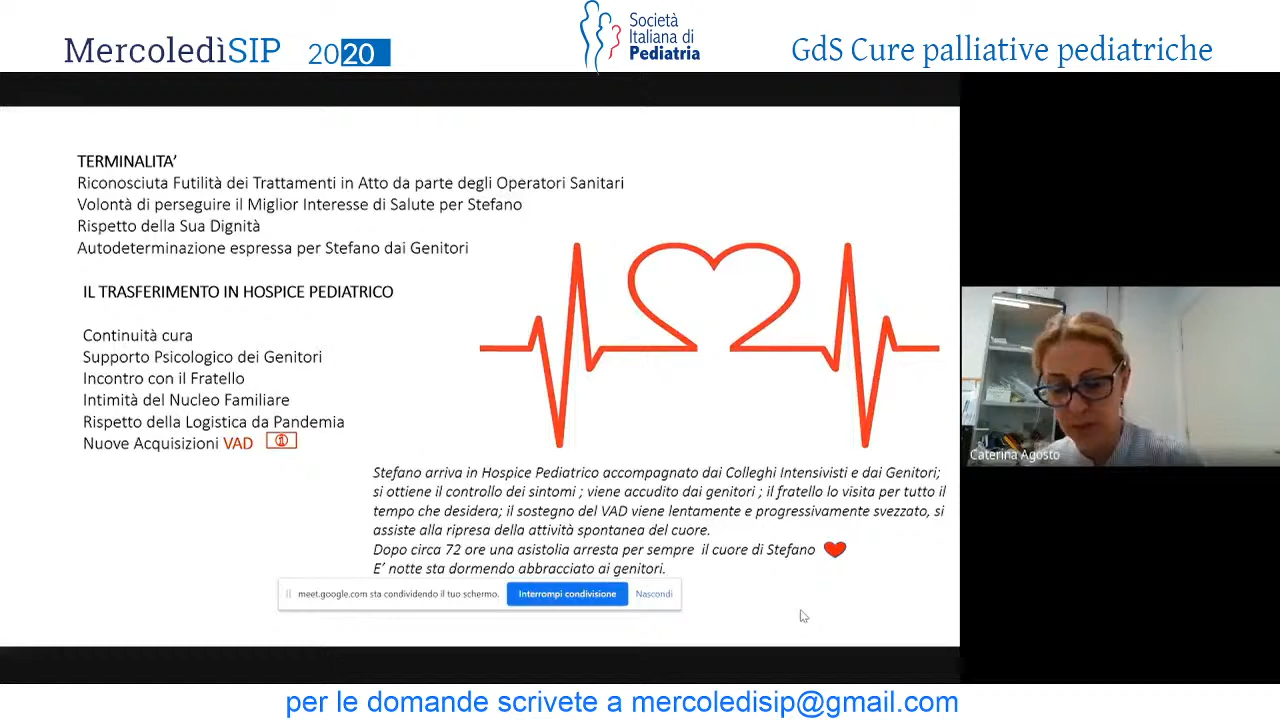 MercoledìSIP 2020
Società
Italiana di
Pediatria
GdS Cure palliative pediatriche
TERMINALITA’
Riconosciuta Futilità dei Trattamenti in Atto da parte degli Operatori Sanitari
Volontà di perseguire il Miglior Interesse di Salute per Stefano
Rispetto della Sua Dignità
Autodeterminazione espressa per Stefano dai Genitori
IL TRASFERIMENTO IN HOSPICE PEDIATRICO
Continuità cura
Supporto Psicologico dei Genitori
Incontro con il Fratello
Intimità del Nucleo Familiare
Rispetto della Logistica da Pandemia
Nuove Acquisizioni VAD
Stefano arriva in Hospice Pediatrico accompagnato dai Colleghi Intensivisti e dai Genitori;
si ottiene il controllo dei sintomi ; viene accudito dai genitori ; il fratello lo visita per tutto il
tempo che desidera; il sostegno del VAD viene lentamente e progressivamente svezzato, si
assiste alla ripresa della attività spontanea del cuore.
Dopo circa 72 ore una asistolia arresta per sempre il cuore di Stefano
E’ notte sta dormendo abbracciato ai genitori.
meet.google.com sta condividendo il tuo schermo.
Interrompi condivisione
Nascondi
Caterina Agosto
per le domande scrivete a mercoledisip@gmail.com